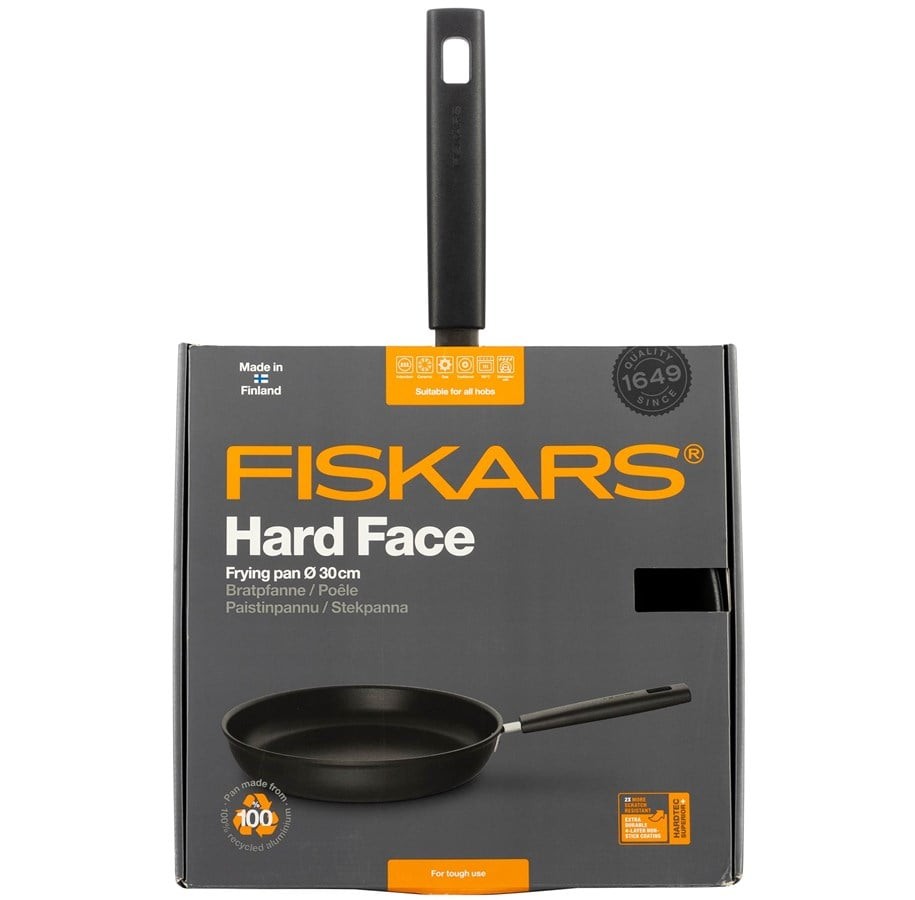 FISKARS
Made in
Finland
Suitable for all hobs
QUALITY
1649
SINCE
FISKARS®
Hard Face
Frying pan Ø 30cm
Bratpfanne / Poêle
Paistinpannu / Stekpanna
Pan made from
100% recycled aluminium
%
100
2X MORE
SCRATCH
RESISTANT
EXTRA
DURABLE
4-LAYER NON-
STICK COATING
HARDTEC
SUPERIOR+
For tough use